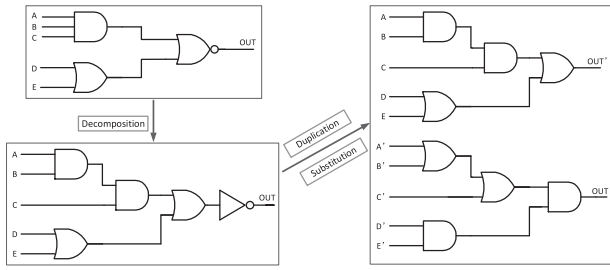 A
B
C
D
E
OUT
Decomposition
A
B
C
D
E
OUT
Duplication
Substitution
A
B
C
D
E
OUT'
A'
B'
C'
D'
E'
OUT